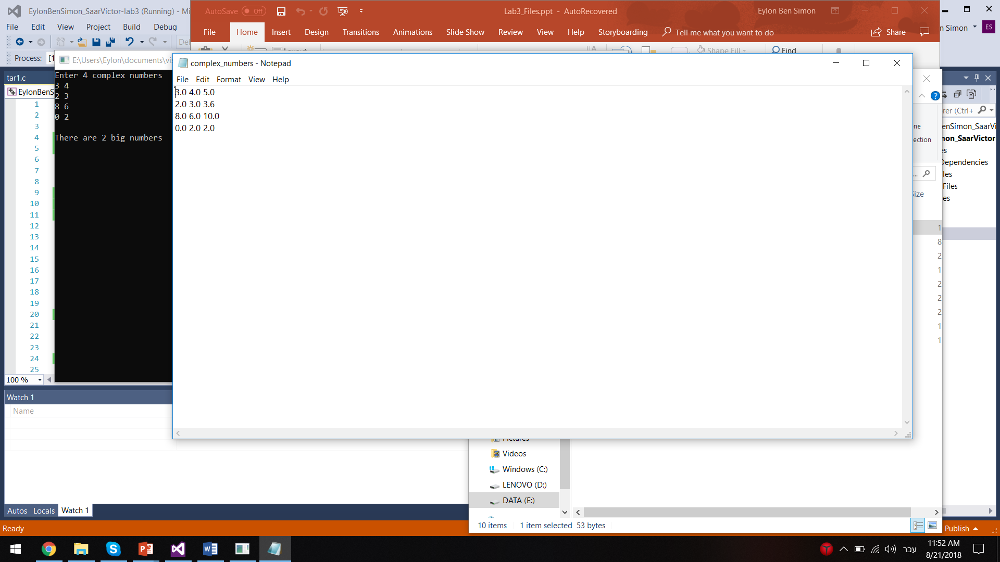 EylonBenSimon_SaarVictor-lab3 (Running) - Mi
File Edit View Project Build Debug
Process:
AutoSave Off
Lab3_Files.ppt - AutoRecovered
Eylon Ben Simon
File Home Insert Design Transitions Animations Slide Show Review View Help Storyboarding Tell me what you want to do Share
Shape Fill
Find
n Simon ES
E:\Users\Eylon\documents\vis
Enter 4 complex numbers
3 4
2 3
8 6
0 2
There are 2 big numbers
complex_numbers - Notepad
File Edit Format View Help
3.0 4.0 5.0
2.0 3.0 3.6
8.0 6.0 10.0
0.0 2.0 2.0
tar1.c
EylonBenS
1
2
3
4
5
6
7
8
9
10
11
12
13
14
15
16
17
18
19
20
21
22
23
24
25
100 %
Watch 1
Name
Autos Locals Watch 1
Ready
rer (Ctrl+
enSimon_SaarVi
mon_SaarVictor
es
Dependencies
iles
Files
es
ection
Size
1
8
2
1
2
2
2
1
1
Pictures
Videos
Windows (C:)
LENOVO (D:)
DATA (E:)
10 items 1 item selected 53 bytes
Publish
עבר
11:52 AM
8/21/2018